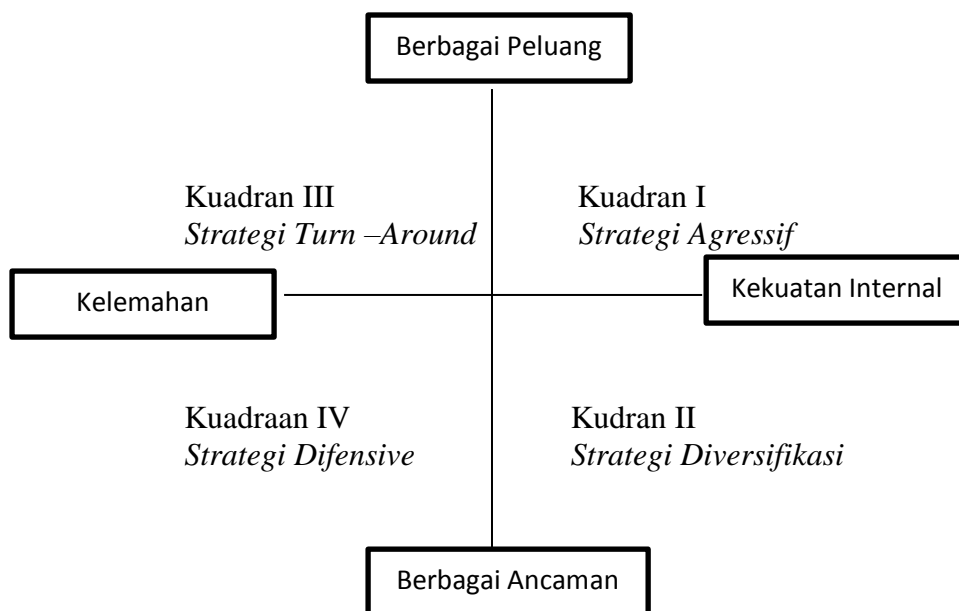 Berbagai Peluang
Kuadran III
Strategi Turn –Around
Kuadran I
Strategi Agressif
Kelemahan
Kekuatan Internal
Kuadraan IV
Strategi Difensive
Kudran II
Strategi Diversifikasi
Berbagai Ancaman